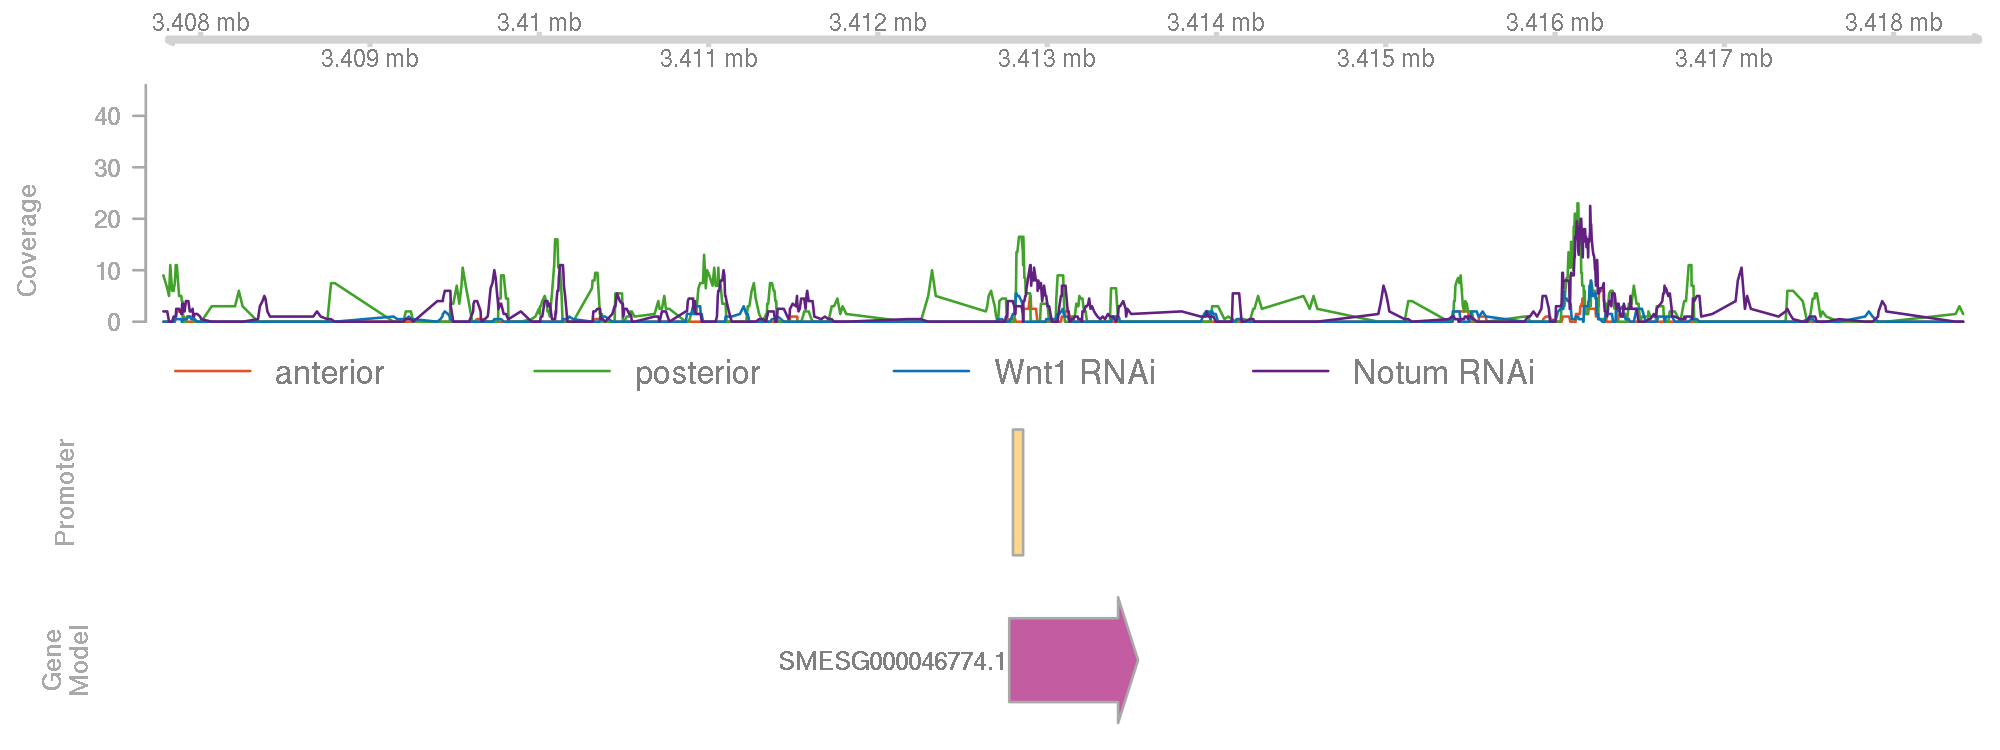 3.408 mb 3.41 mb 3.412 mb 3.414 mb 3.416 mb 3.418 mb
3.409 mb 3.411 mb 3.413 mb 3.415 mb 3.417 mb
Coverage
40
30
20
10
0
anterior posterior Wnt1 RNAi Notum RNAi
Promoter
Gene
Model
SMESG000046774.1